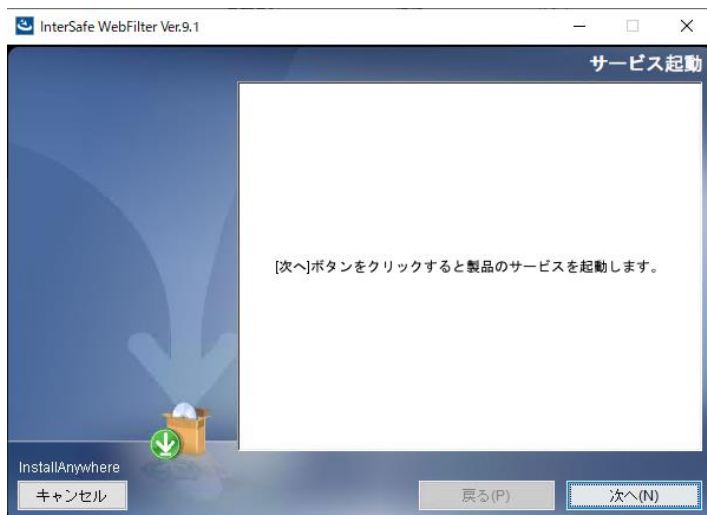 InterSafe WebFilter Ver.9.1
サービス起動
[次へ]ボタンをクリックすると製品のサービスを起動します。
InstallAnywhere
キャンセル
戻る(P)
次へ(N)